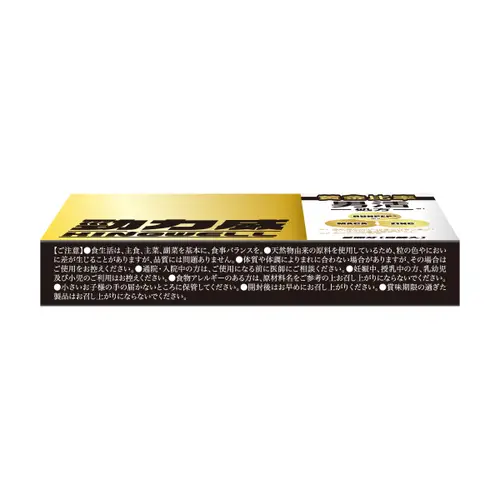 黄金比率
処方
MACA
ZINC
【ご注意】●食生活は、主食、主菜、副菜を基本に、食事バランスを。●天然物由来の原料を使用しているため、粒の色やにおい
に差が生じることがありますが、品質には問題ありません。●体質や体調によりまれに合わない場合がありますが、その場合は
ご使用をお控えください。●通院・入院中の方は、ご使用になる前に医師にご相談ください。●妊娠中、授乳中の方、乳幼児
及び小児のご利用はお控えください。●食物アレルギーのある方は、原材料名をご参考の上お召し上がりにならないでください。
●小さいお子様の手の届かないところに保管してください。●開封後はお早めにお召し上がりください。●賞味期限の過ぎた
製品はお召し上がりにならないでください。